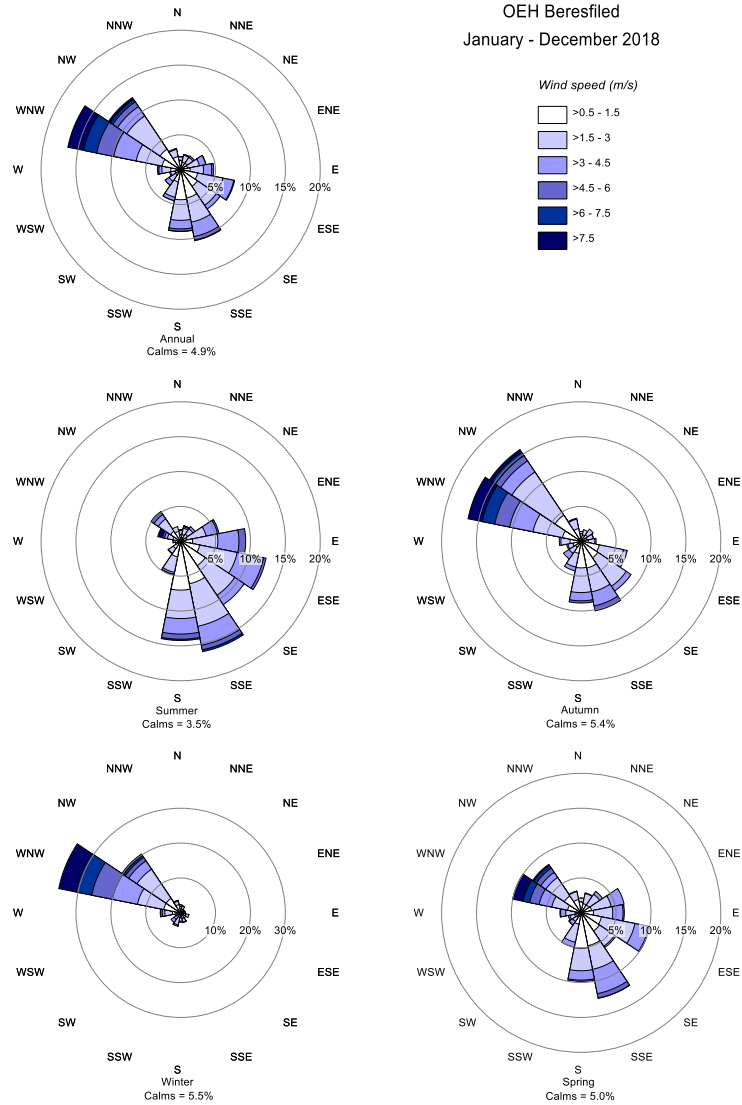 OEH Beresfiled
January - December 2018
Wind speed (m/s)
>0.5 - 1.5
>1.5 - 3
>3 - 4.5
>4.5 - 6
>6 - 7.5
>7.5
N
NNW NNE
NW
WNW ENE
W E
5% 10% 15% 20%
WSW ESE
SW SE
SSW SSE
S
Annual
Calms = 4.9%
N
NNW NNE
NW NE
WNW ENE
W E
5% 10% 15% 20%
WSW ESE
SW SE
SSW SSE
S
Summer
Calms = 3.5%
N
NNW NNE
NW NE
WNW ENE
W E
5% 10% 15% 20%
WSW ESE
SW SE
SSW SSE
S
Autumn
Calms = 5.4%
N
NNW NNE
NW NE
WNW ENE
W E
10% 20% 30%
WSW ESE
SW SE
SSW SSE
S
Winter
Calms = 5.5%
N
NNW NNE
NW NE
WNW ENE
W E
5% 10% 15% 20%
WSW ESE
SW SE
SSW SSE
S
Spring
Calms = 5.0%